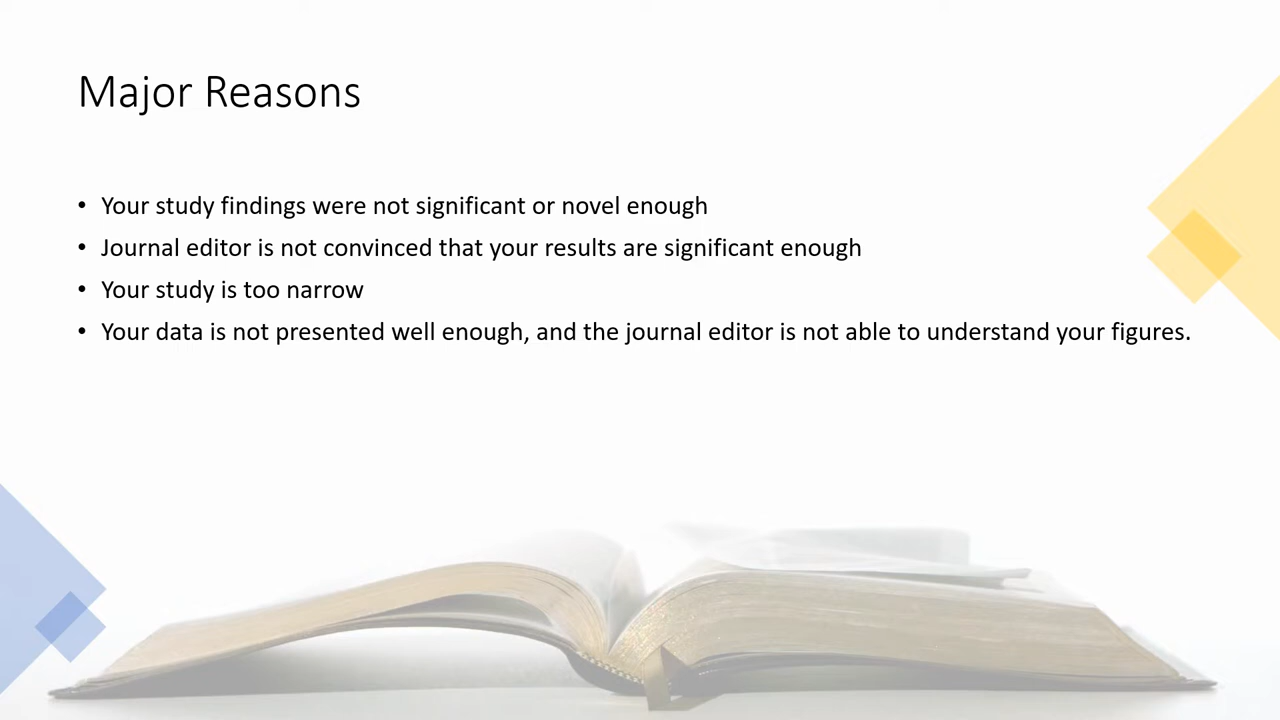 Major Reasons
• Your study findings were not significant or novel enough
• Journal editor is not convinced that your results are significant enough
• Your study is too narrow
• Your data is not presented well enough, and the journal editor is not able to understand your figures.